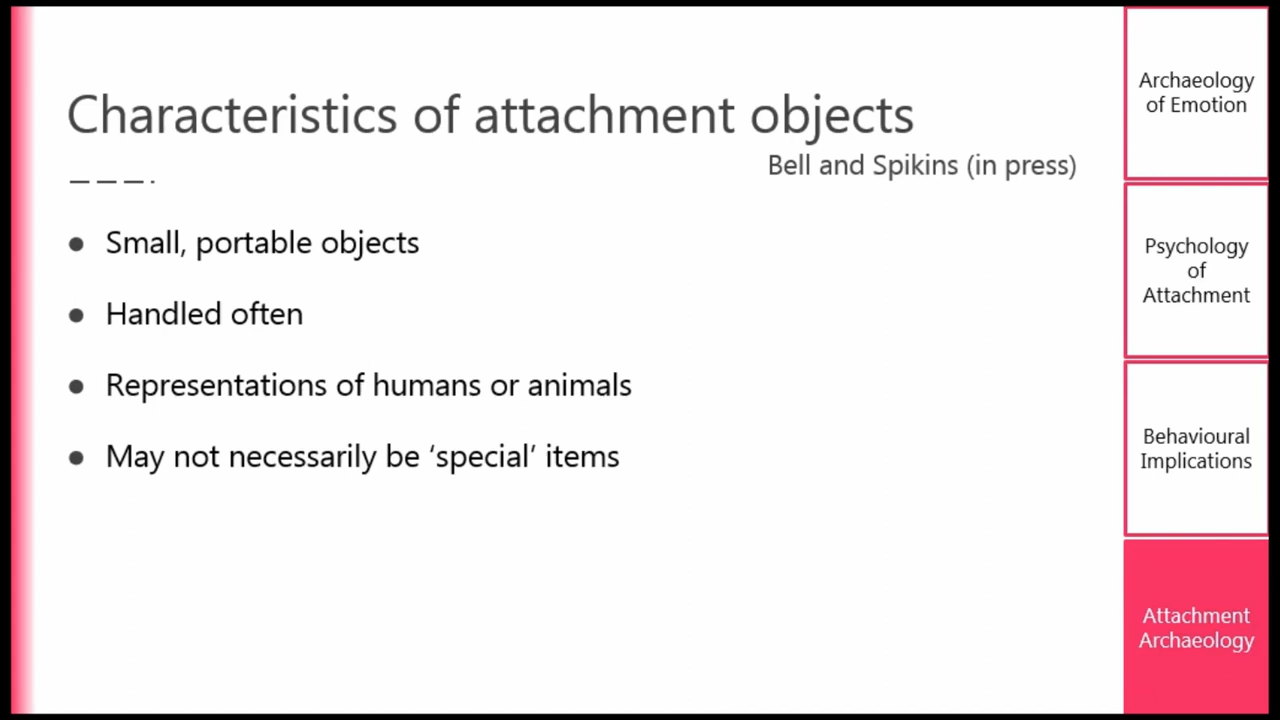 Characteristics of attachment objects
Bell and Spikins (in press)
Small, portable objects
Handled often
Representations of humans or animals
May not necessarily be ‘special’ items
Archaeology
of Emotion
Psychology
of
Attachment
Behavioural
Implications
Attachment
Archaeology